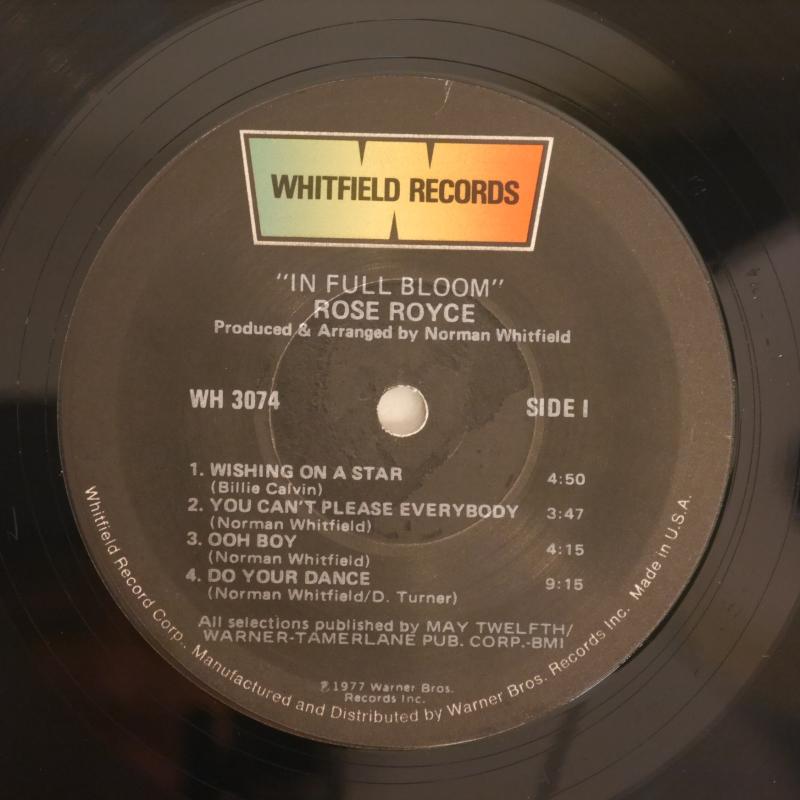 WHITFIELD RECORDS
"IN FULL BLOOM"
ROSE ROYCE
Produced & Arranged by Norman Whitfield
WH 3074
SIDE I
1. WISHING ON A STAR 4:50
(Billie Calvin)
2. YOU CAN'T PLEASE EVERYBODY 3:47
(Norman Whitfield)
3. OOH BOY 4:15
(Norman Whitfield)
4. DO YOUR DANCE 9:15
(Norman Whitfield/D. Turner)
All selections published by MAY TWELFTH/
WARNER-TAMERLANE PUB. CORP.-BMI
℗1977 Warner Bros.
Records Inc.
Whitfield Record Corp., Manufactured and Distributed by Warner Bros. Records Inc. Made in U.S.A.